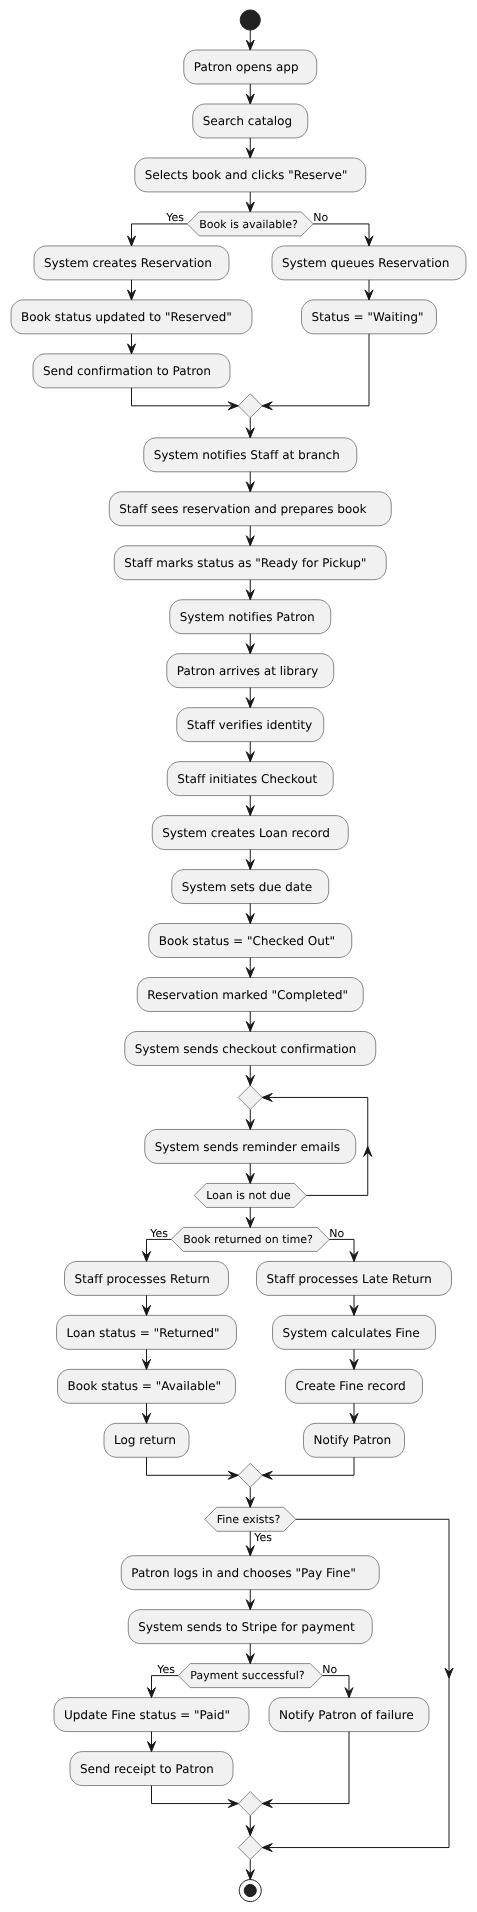 Patron opens app
Search catalog
Selects book and clicks "Reserve"
Yes
Book is available?
No
System creates Reservation
System queues Reservation
Book status updated to "Reserved"
Status = "Waiting"
Send confirmation to Patron
System notifies Staff at branch
Staff sees reservation and prepares book
Staff marks status as "Ready for Pickup"
System notifies Patron
Patron arrives at library
Staff verifies identity
Staff initiates Checkout
System creates Loan record
System sets due date
Book status = "Checked Out"
Reservation marked "Completed"
System sends checkout confirmation
System sends reminder emails
Loan is not due
Yes
Book returned on time?
No
Staff processes Return
Staff processes Late Return
Loan status = "Returned"
System calculates Fine
Book status = "Available"
Create Fine record
Log return
Notify Patron
Fine exists?
Yes
Patron logs in and chooses "Pay Fine"
System sends to Stripe for payment
Yes
Payment successful?
No
Update Fine status = "Paid"
Notify Patron of failure
Send receipt to Patron